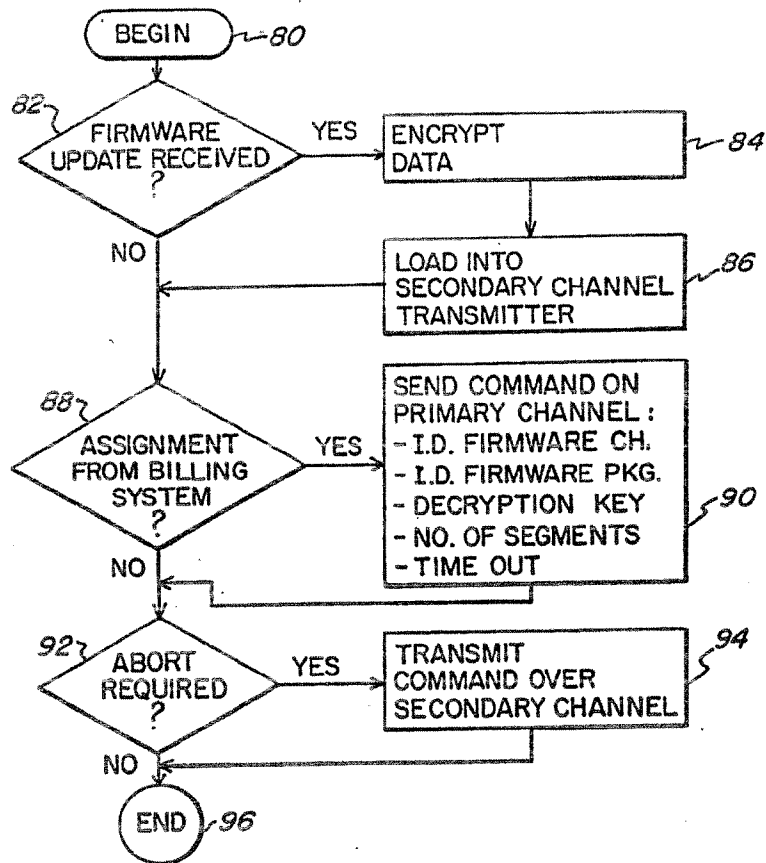 BEGIN
80
82
FIRMWARE
UPDATE RECEIVED
?
YES
ENCRYPT
DATA
84
NO
LOAD INTO
SECONDARY CHANNEL
TRANSMITTER
86
88
ASSIGNMENT
FROM BILLING
SYSTEM
?
YES
SEND COMMAND ON
PRIMARY CHANNEL :
- I.D. FIRMWARE CH.
- I.D. FIRMWARE PKG.
- DECRYPTION KEY
- NO. OF SEGMENTS
- TIME OUT
90
NO
92
ABORT
REQUIRED
?
YES
TRANSMIT
COMMAND OVER
SECONDARY CHANNEL
94
NO
END
96